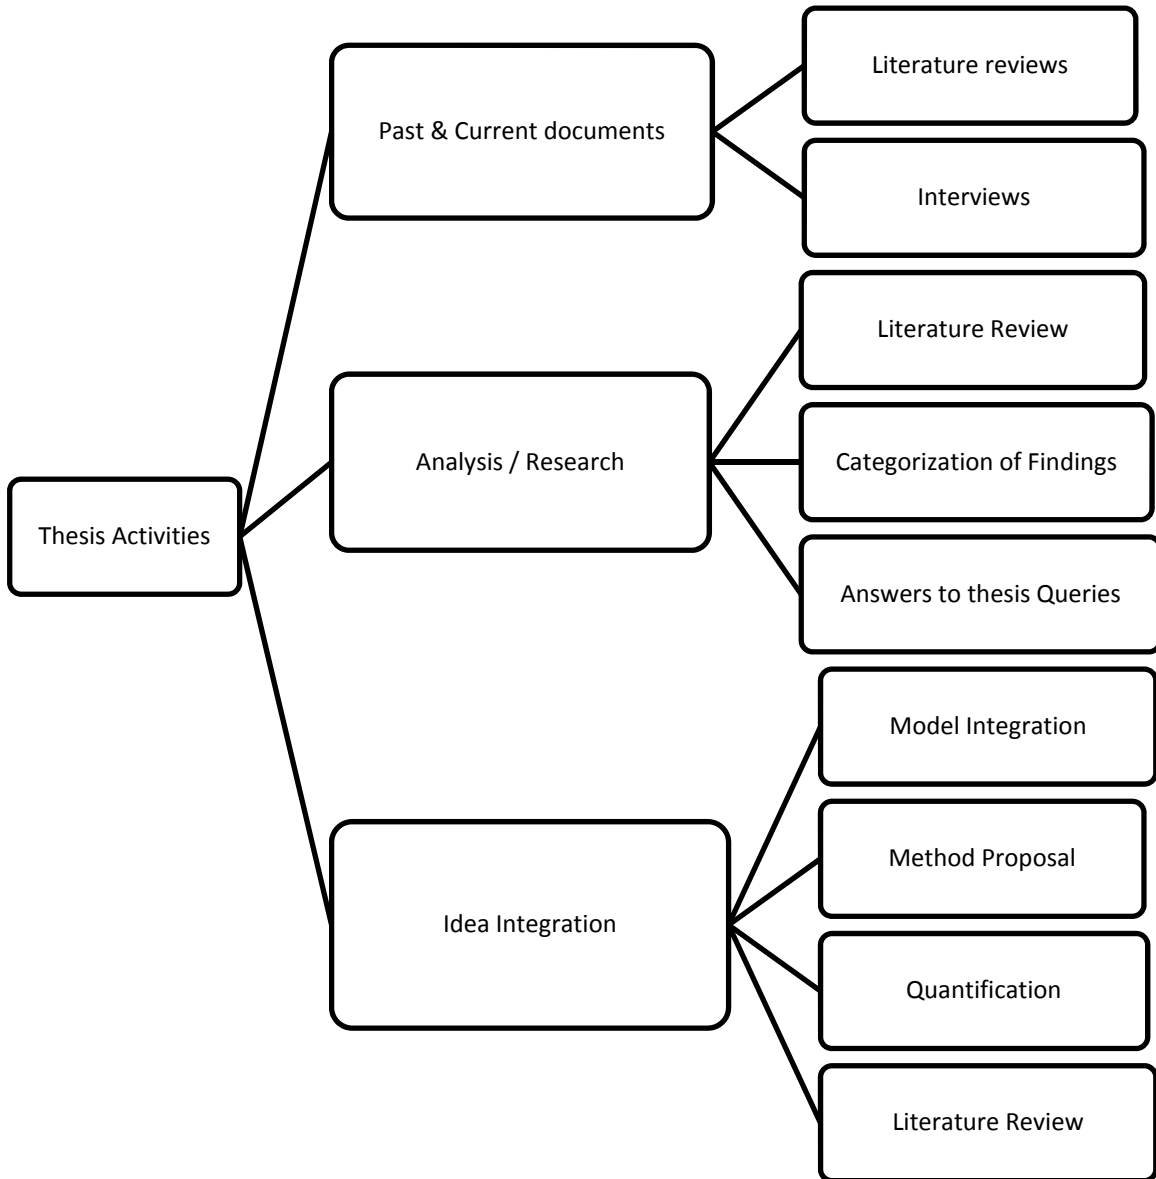 Thesis Activities
Past & Current documents
Literature reviews
Interviews
Analysis / Research
Literature Review
Categorization of Findings
Answers to thesis Queries
Idea Integration
Model Integration
Method Proposal
Quantification
Literature Review